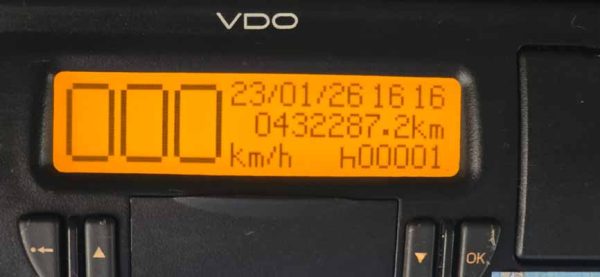 VDO
000
23/01/26 16 16
0432287.2km
km/h h00001
OK